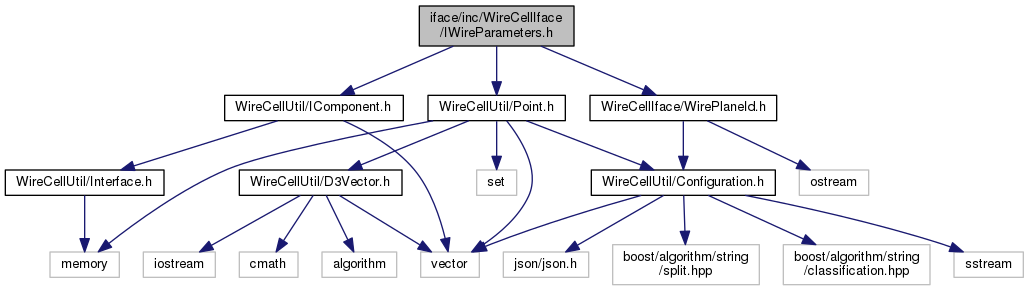 iface/inc/WireCellIface
/IWireParameters.h
WireCellUtil/IComponent.h
WireCellUtil/Point.h
WireCellIface/WirePlaneId.h
WireCellUtil/Interface.h
WireCellUtil/D3Vector.h
set
WireCellUtil/Configuration.h
ostream
memory
iostream
cmath
algorithm
vector
json/json.h
boost/algorithm/string
/split.hpp
boost/algorithm/string
/classification.hpp
sstream